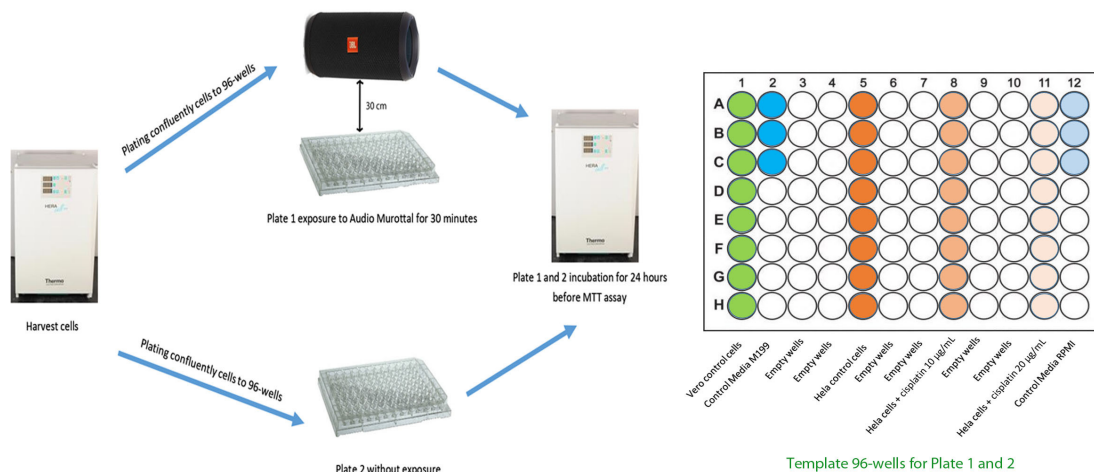 Plating confluently cells to 96-wells
JBL
30 cm
Plate 1 exposure to Audio Murottal for 30 minutes
HERA
Thermo
Harvest cells
HERA
Thermo
Plate 1 and 2 incubation for 24 hours
before MTT assay
Plating confluently cells to 96-wells
Plate 2 without exposure
1 2 3 4 5 6 7 8 9 10 11 12
A
B
C
D
E
F
G
H
Vero control cells
Control Media M199
Empty wells
Empty wells
Hela control cells
Empty wells
Empty wells
Hela cells + cisplatin 10 µg/mL
Empty wells
Empty wells
Hela cells + cisplatin 20 µg/mL
Control Media RPMI
Template 96-wells for Plate 1 and 2